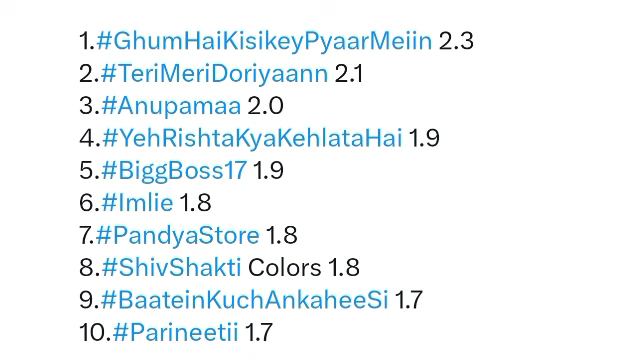 1.#GhumHaiKisikeyPyaarMeiin 2.3
2.#TeriMeriDoriyaann 2.1
3.#Anupamaa 2.0
4.#YehRishtaKyaKehlataHai 1.9
5.#BiggBoss17 1.9
6.#Imlie 1.8
7.#PandyaStore 1.8
8.#ShivShakti Colors 1.8
9.#BaateinKuchAnkaheeSi 1.7
10.#Parineetii 1.7